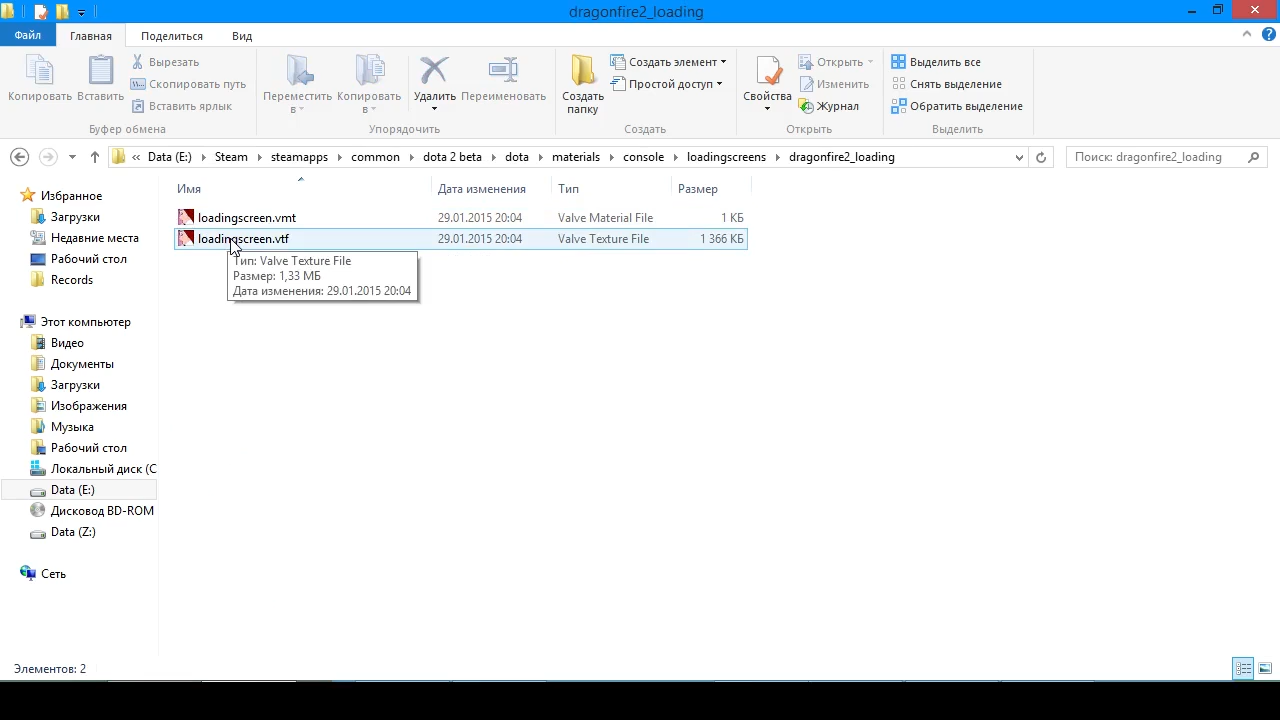 dragonfire2_loading
Файл
Главная
Поделиться
Вид
Копировать
Вставить
Вырезать
Скопировать путь
Вставить ярлык
Буфер обмена
Переместить в
Копировать в
Удалить
Переименовать
Упорядочить
Создать папку
Создать элемент
Простой доступ
Создать
Свойства
Открыть
Изменить
Журнал
Открыть
Выделить все
Снять выделение
Обратить выделение
Выделить
« Data (E:) Steam steamapps common dota 2 beta dota materials console loadingscreens dragonfire2_loading
Поиск: dragonfire2_loading
Избранное
Загрузки
Недавние места
Рабочий стол
Records
Этот компьютер
Видео
Документы
Загрузки
Изображения
Музыка
Рабочий стол
Локальный диск (C
Data (E:)
Дисковод BD-ROM
Data (Z:)
Сеть
Имя Дата изменения Тип Размер
loadingscreen.vmt 29.01.2015 20:04 Valve Material File 1 КБ
loadingscreen.vtf 29.01.2015 20:04 Valve Texture File 1 366 КБ
Тип: Valve Texture File
Размер: 1,33 МБ
Дата изменения: 29.01.2015 20:04
Элементов: 2